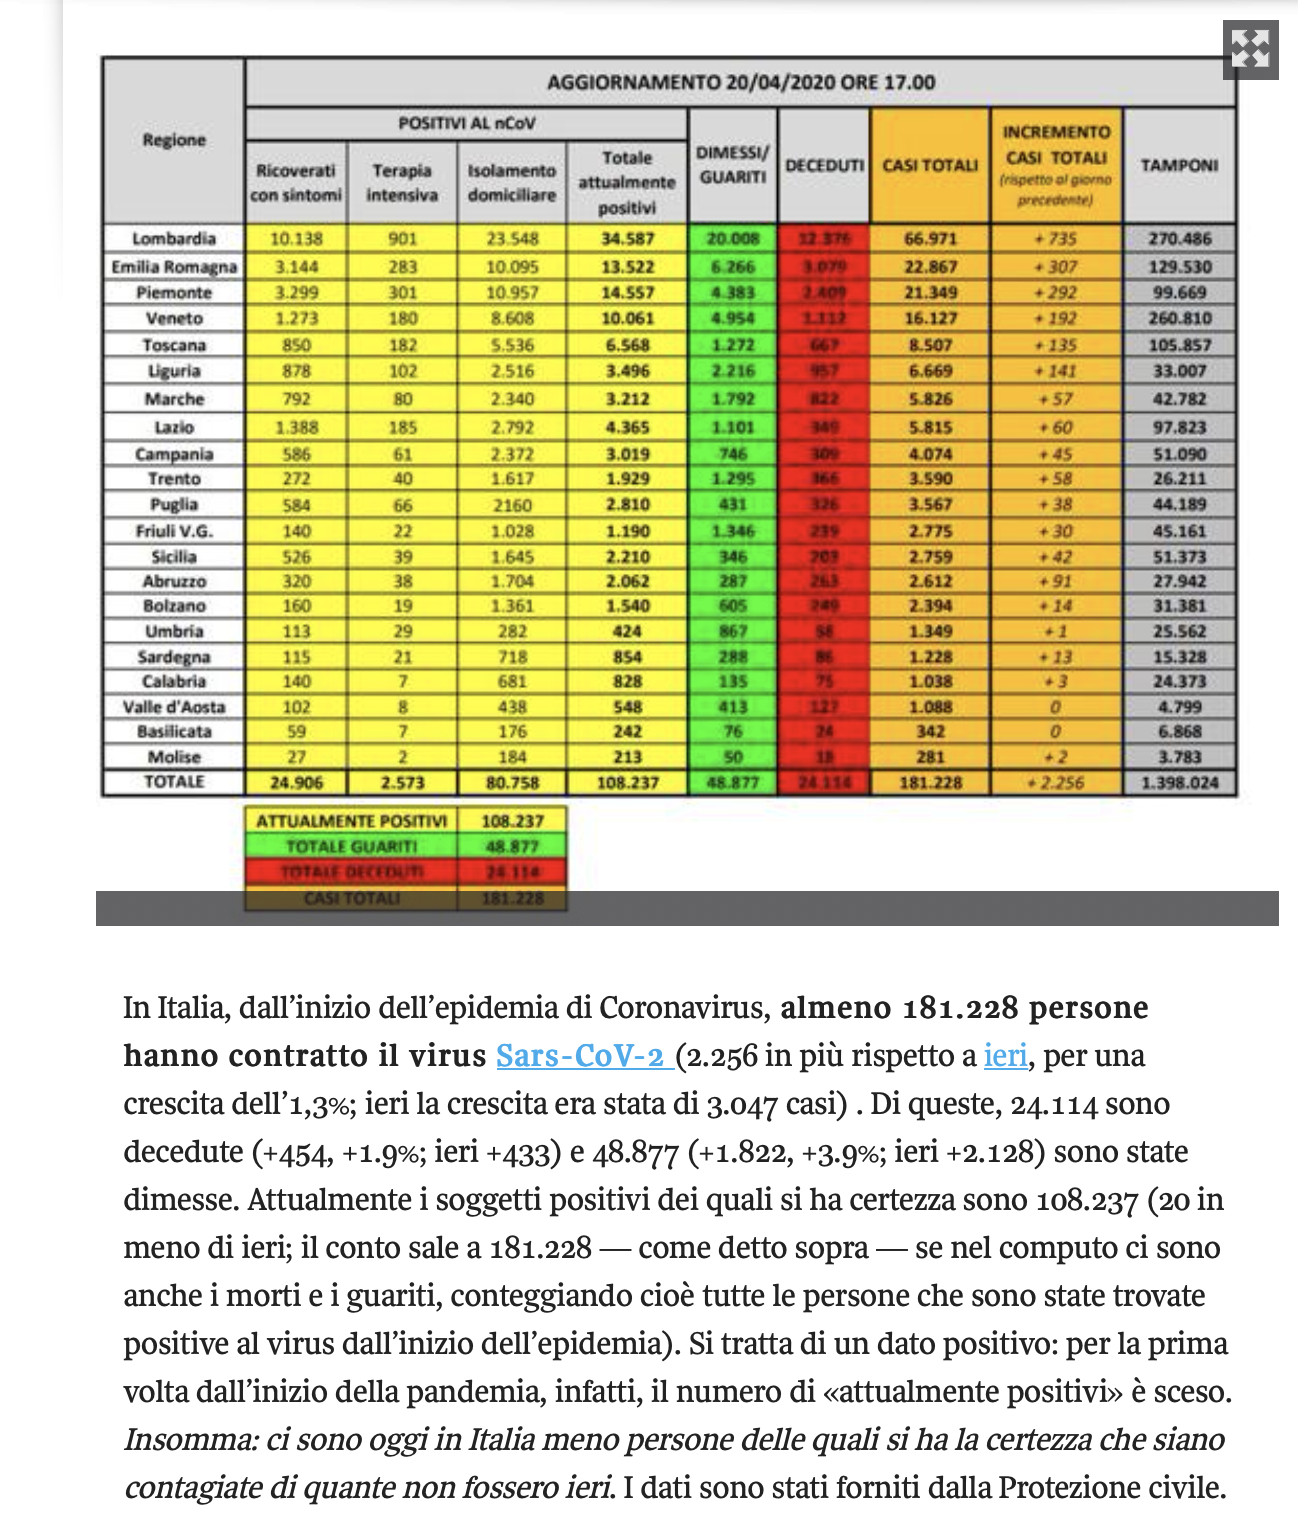 AGGIORNAMENTO 20/04/2020 ORE 17.00
Regione
POSITIVI AL nCoV
Ricoverati con sintomi
Terapia intensiva
Isolamento domiciliare
Totale attualmente positivi
DIMESSI/ GUARITI
DECEDUTI
CASI TOTALI
INCREMENTO CASI TOTALI (rispetto al giorno precedente)
TAMPONI
Lombardia 10.138 901 23.548 34.587 20.008 12.376 66.971 + 735 270.486
Emilia Romagna 3.144 283 10.095 13.522 6.266 3.079 22.867 + 307 129.530
Piemonte 3.299 301 10.957 14.557 4.383 2.409 21.349 + 292 99.669
Veneto 1.273 180 8.608 10.061 4.954 1.112 16.127 + 192 260.810
Toscana 850 182 5.536 6.568 1.272 667 8.507 + 135 105.857
Liguria 878 102 2.516 3.496 2.216 957 6.669 + 141 33.007
Marche 792 80 2.340 3.212 1.792 822 5.826 + 57 42.782
Lazio 1.388 185 2.792 4.365 1.101 349 5.815 + 60 97.823
Campania 586 61 2.372 3.019 746 309 4.074 + 45 51.090
Trento 272 40 1.617 1.929 1.295 366 3.590 + 58 26.211
Puglia 584 66 2160 2.810 431 326 3.567 + 38 44.189
Friuli V.G. 140 22 1.028 1.190 1.346 239 2.775 + 30 45.161
Sicilia 526 39 1.645 2.210 346 203 2.759 + 42 51.373
Abruzzo 320 38 1.704 2.062 287 263 2.612 + 91 27.942
Bolzano 160 19 1.361 1.540 605 249 2.394 + 14 31.381
Umbria 113 29 282 424 867 58 1.349 + 1 25.562
Sardegna 115 21 718 854 288 86 1.228 + 13 15.328
Calabria 140 7 681 828 135 75 1.038 + 3 24.373
Valle d'Aosta 102 8 438 548 413 127 1.088 0 4.799
Basilicata 59 7 176 242 76 24 342 0 6.868
Molise 27 2 184 213 50 18 281 + 2 3.783
TOTALE 24.906 2.573 80.758 108.237 48.877 24.114 181.228 + 2.256 1.398.024
ATTUALMENTE POSITIVI 108.237
TOTALE GUARITI 48.877
TOTALE DECEDUTI 24.114
CASI TOTALI 181.228
In Italia, dall’inizio dell’epidemia di Coronavirus, almeno 181.228 persone
hanno contratto il virus Sars-CoV-2 (2.256 in più rispetto a ieri, per una
crescita dell’1,3%; ieri la crescita era stata di 3.047 casi) . Di queste, 24.114 sono
decedute (+454, +1.9%; ieri +433) e 48.877 (+1.822, +3.9%; ieri +2.128) sono state
dimesse. Attualmente i soggetti positivi dei quali si ha certezza sono 108.237 (20 in
meno di ieri; il conto sale a 181.228 — come detto sopra — se nel computo ci sono
anche i morti e i guariti, conteggiando cioè tutte le persone che sono state trovate
positive al virus dall’inizio dell’epidemia). Si tratta di un dato positivo: per la prima
volta dall’inizio della pandemia, infatti, il numero di «attualmente positivi» è sceso.
Insomma: ci sono oggi in Italia meno persone delle quali si ha la certezza che siano
contagiate di quante non fossero ieri. I dati sono stati forniti dalla Protezione civile.